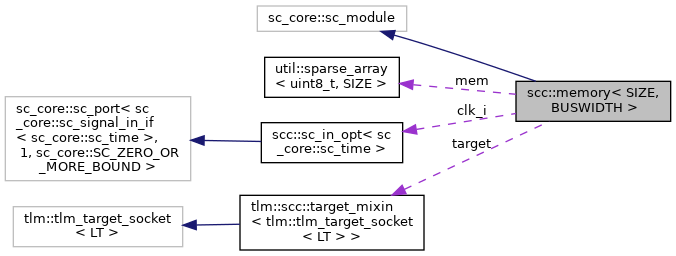 sc_core::sc_module
util::sparse_array
< uint8_t, SIZE >
mem
scc::memory< SIZE,
BUSWIDTH >
sc_core::sc_port< sc
_core::sc_signal_in_if
< sc_core::sc_time >,
1, sc_core::SC_ZERO_OR
_MORE_BOUND >
scc::sc_in_opt< sc
_core::sc_time >
clk_i
target
tlm::tlm_target_socket
< LT >
tlm::scc::target_mixin
< tlm::tlm_target_socket
< LT > >